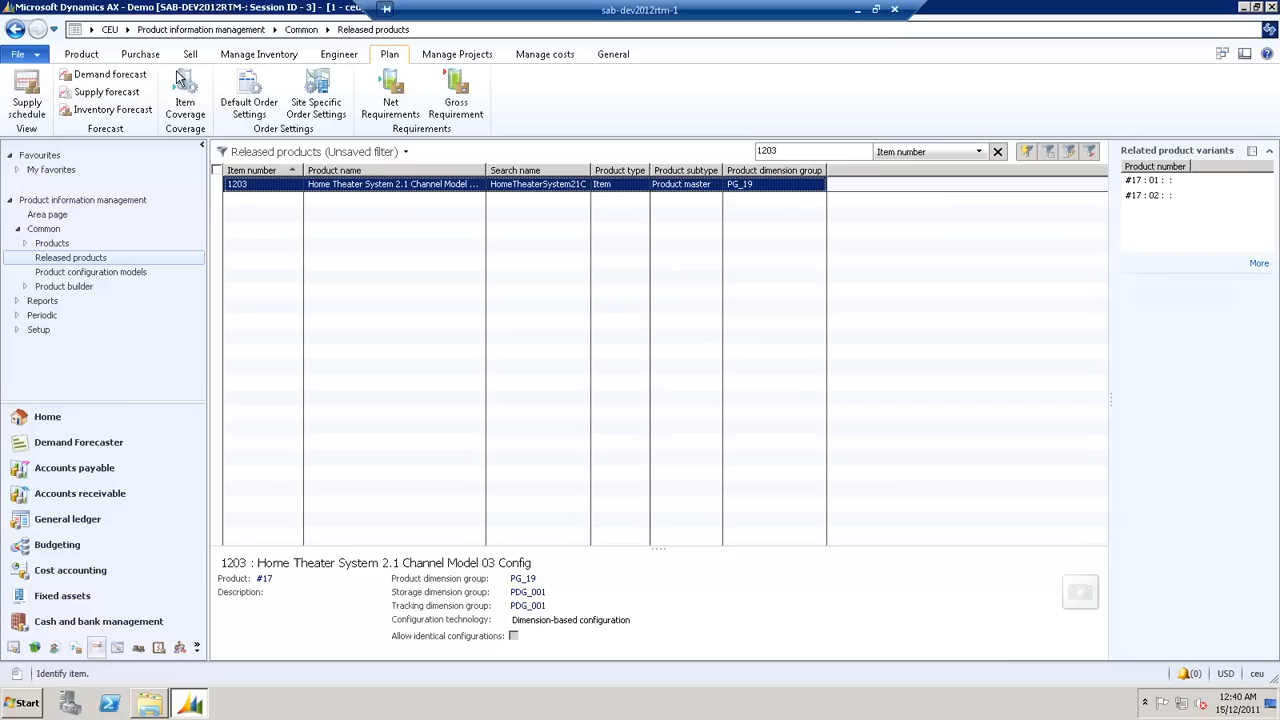 Microsoft Dynamics AX - Demo [SAB-DEV2012RTM-: Session ID - 3] - [1 - ceu
sab-dev2012rtm-1
CEU
Product information management
Common
Released products
File
Product
Purchase
Sell
Manage Inventory
Engineer
Plan
Manage Projects
Manage costs
General
Supply schedule
View
Demand forecast
Supply forecast
Inventory Forecast
Forecast
Item Coverage
Coverage
Default Order Settings
Site Specific Order Settings
Order Settings
Net Requirements
Gross Requirement
Requirements
Favourites
My favorites
Product information management
Area page
Common
Products
Released products
Product configuration models
Product builder
Reports
Periodic
Setup
Home
Demand Forecaster
Accounts payable
Accounts receivable
General ledger
Budgeting
Cost accounting
Fixed assets
Cash and bank management
Released products (Unsaved filter)
1203
Item number
Item number
Product name
Search name
Product type
Product subtype
Product dimension group
1203
Home Theater System 2.1 Channel Model ...
HomeTheaterSystem21C
Item
Product master
PG_19
1203 : Home Theater System 2.1 Channel Model 03 Config
Product: #17
Description:
Product dimension group: PG_19
Storage dimension group: PDG_001
Tracking dimension group: PDG_001
Configuration technology: Dimension-based configuration
Allow identical configurations:
Related product variants
Product number
#17 : 01 : :
#17 : 02 : :
More
Identify item.
(0)
USD
ceu
Start
12:40 AM
15/12/2011